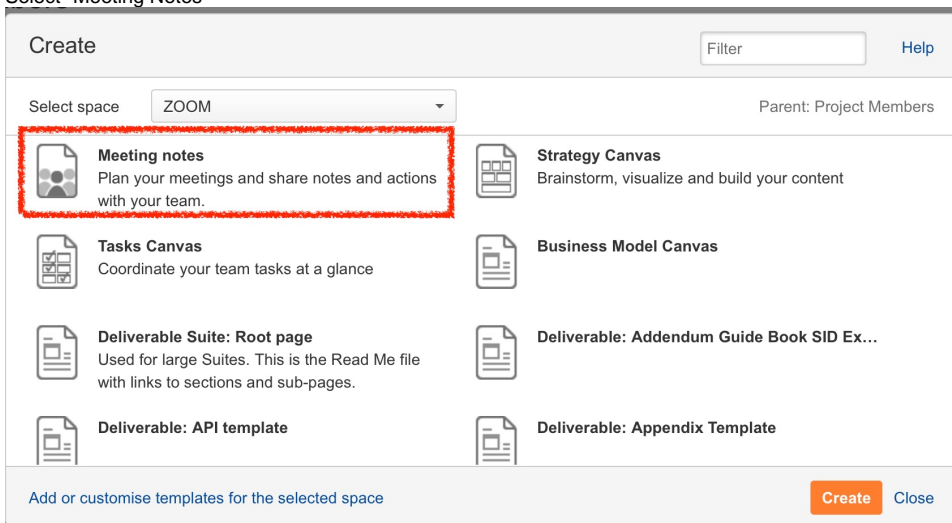 Create
Filter
Help
Select space
ZOOM
Parent: Project Members
Meeting notes
Plan your meetings and share notes and actions
with your team.
Strategy Canvas
Brainstorm, visualize and build your content
Tasks Canvas
Coordinate your team tasks at a glance
Business Model Canvas
Deliverable Suite: Root page
Used for large Suites. This is the Read Me file
with links to sections and sub-pages.
Deliverable: Addendum Guide Book SID Ex...
Deliverable: API template
Deliverable: Appendix Template
Add or customise templates for the selected space
Create
Close